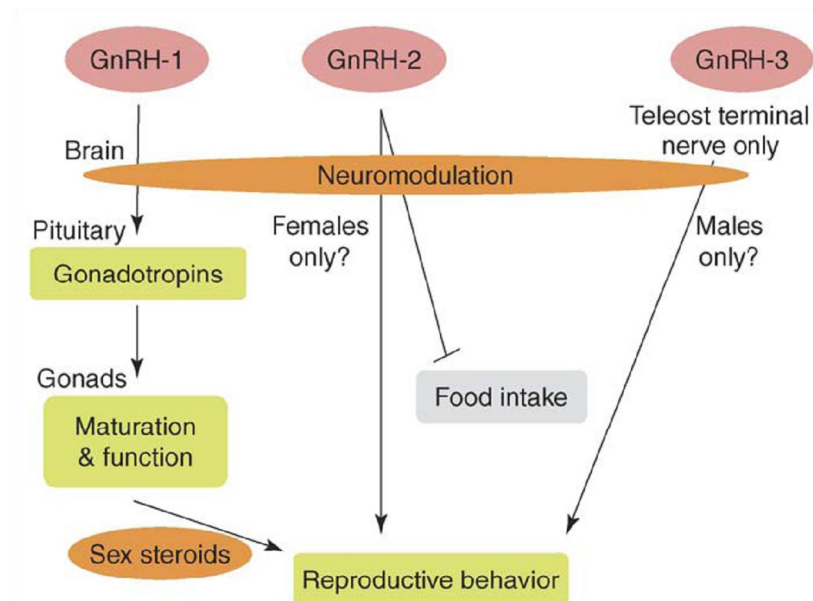 GnRH-1
GnRH-2
GnRH-3
Teleost terminal
nerve only
Brain
Neuromodulation
Pituitary
Females
only?
Males
only?
Gonadotropins
Gonads
Food intake
Maturation
& function
Sex steroids
Reproductive behavior